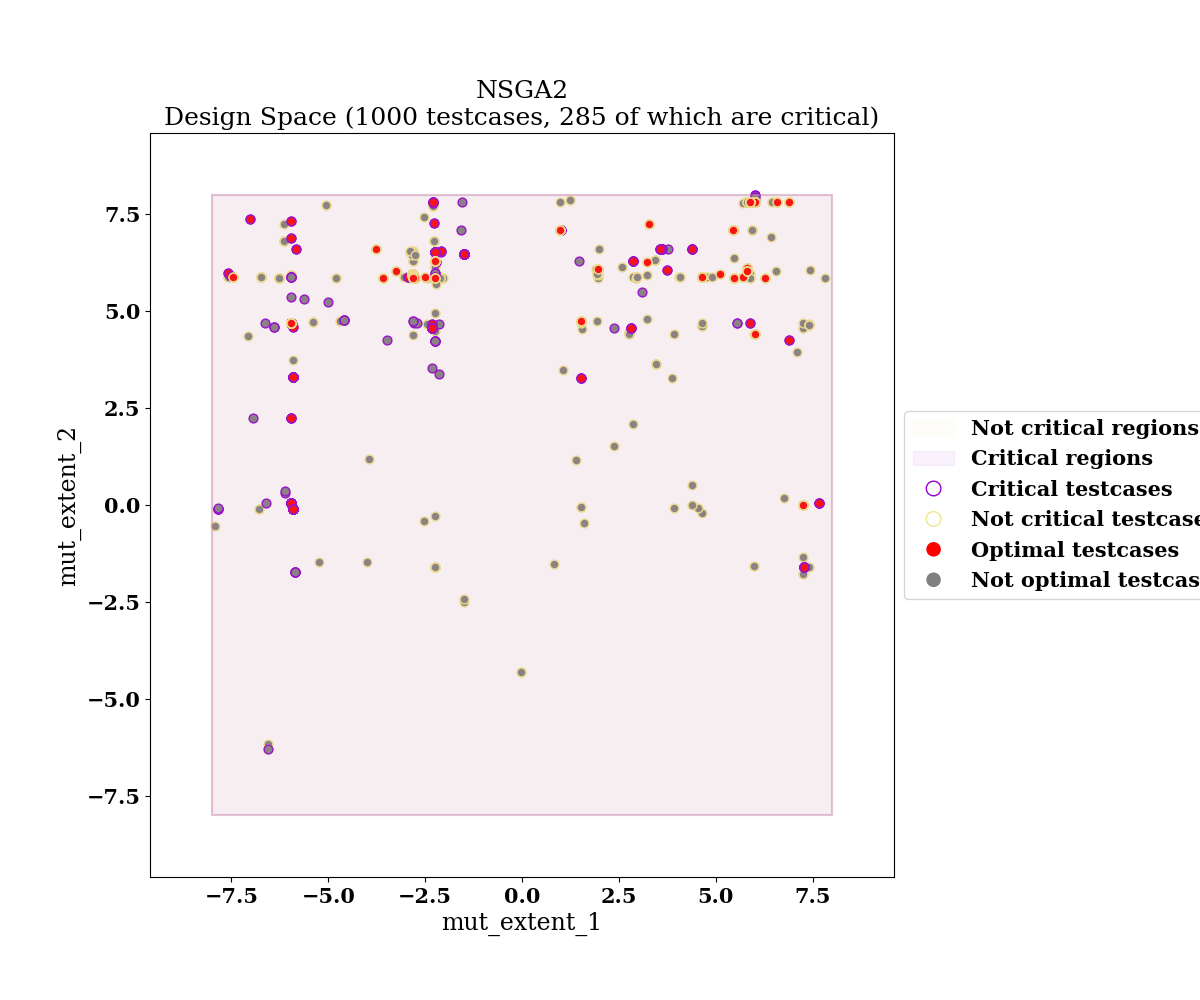 NSGA2
Design Space (1000 testcases, 285 of which are critical)
7.5
5.0
2.5
0.0
−2.5
−5.0
−7.5
mut_extent_2
−7.5
−5.0
−2.5
0.0
2.5
5.0
7.5
mut_extent_1
Not critical regions
Critical regions
Critical testcases
Not critical testcase
Optimal testcases
Not optimal testcas